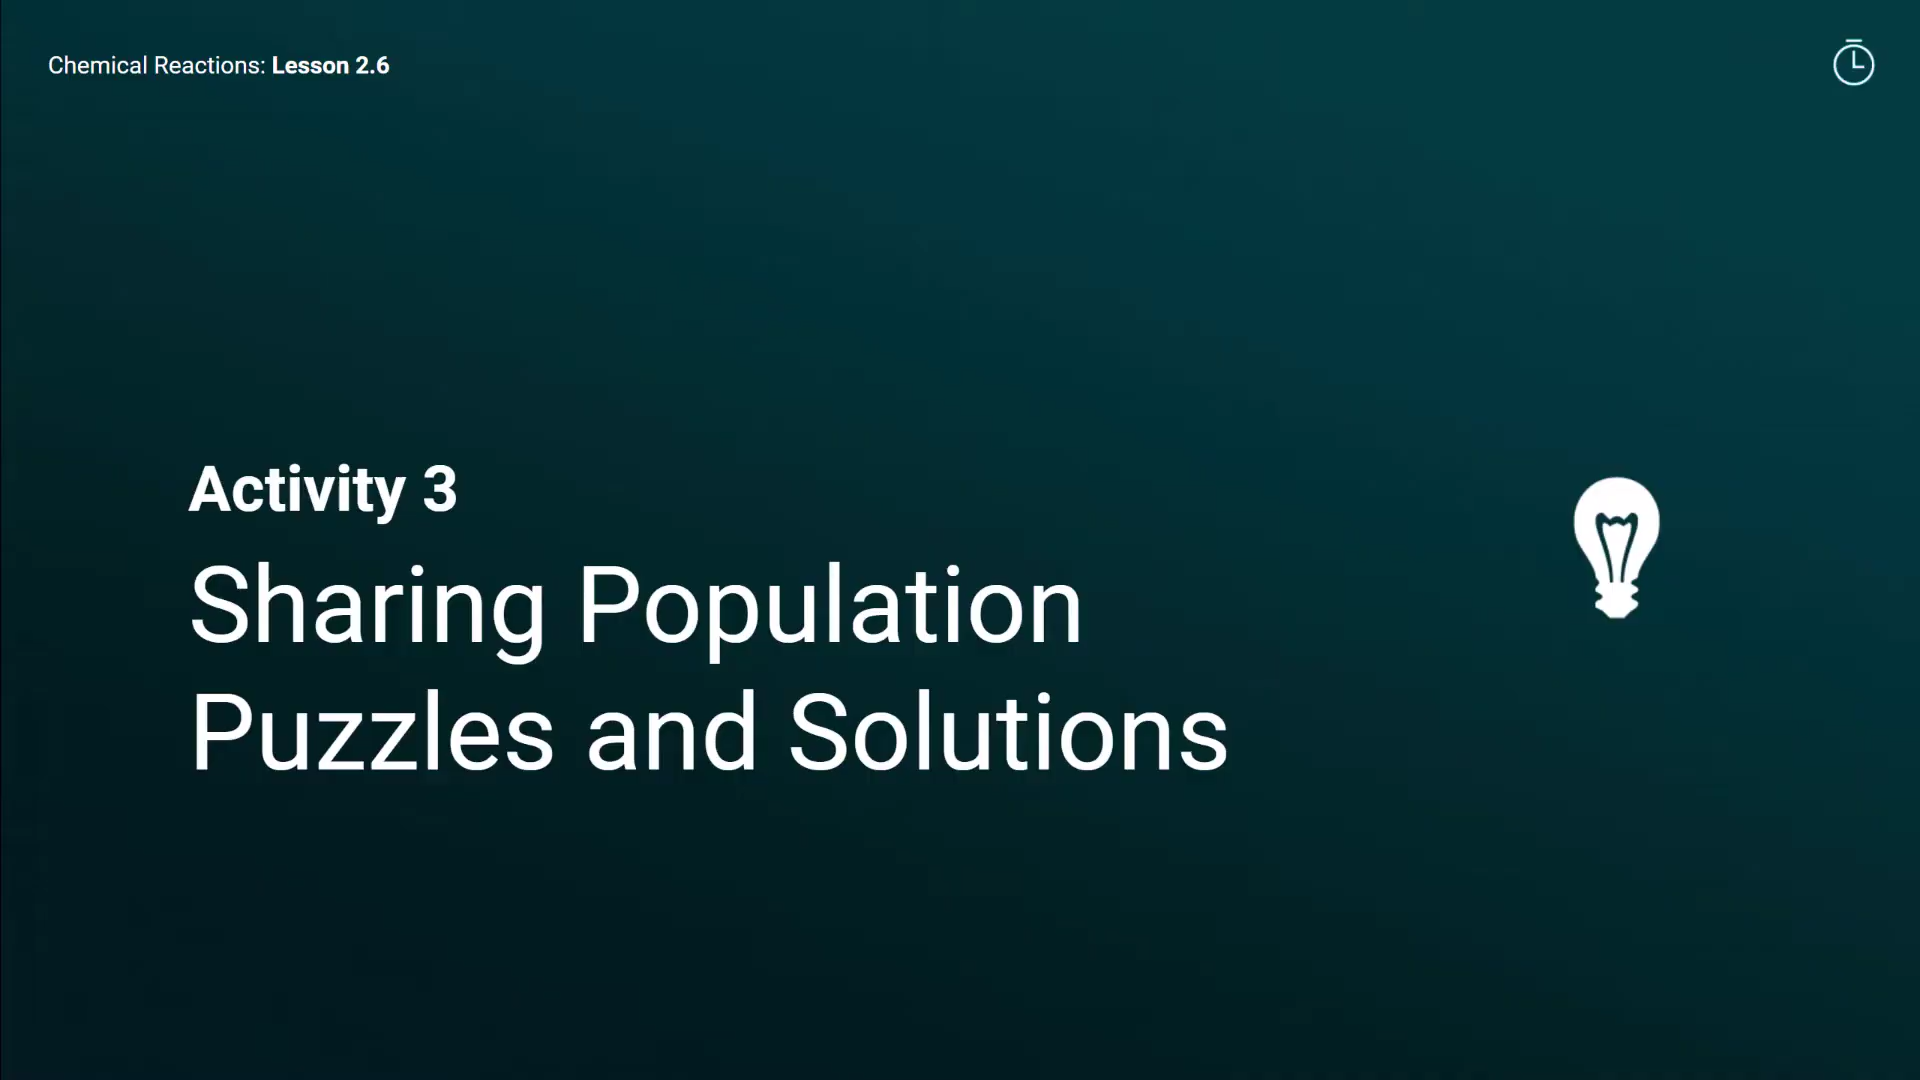 Chemical Reactions: Lesson 2.6
Activity 3
Sharing Population
Puzzles and Solutions